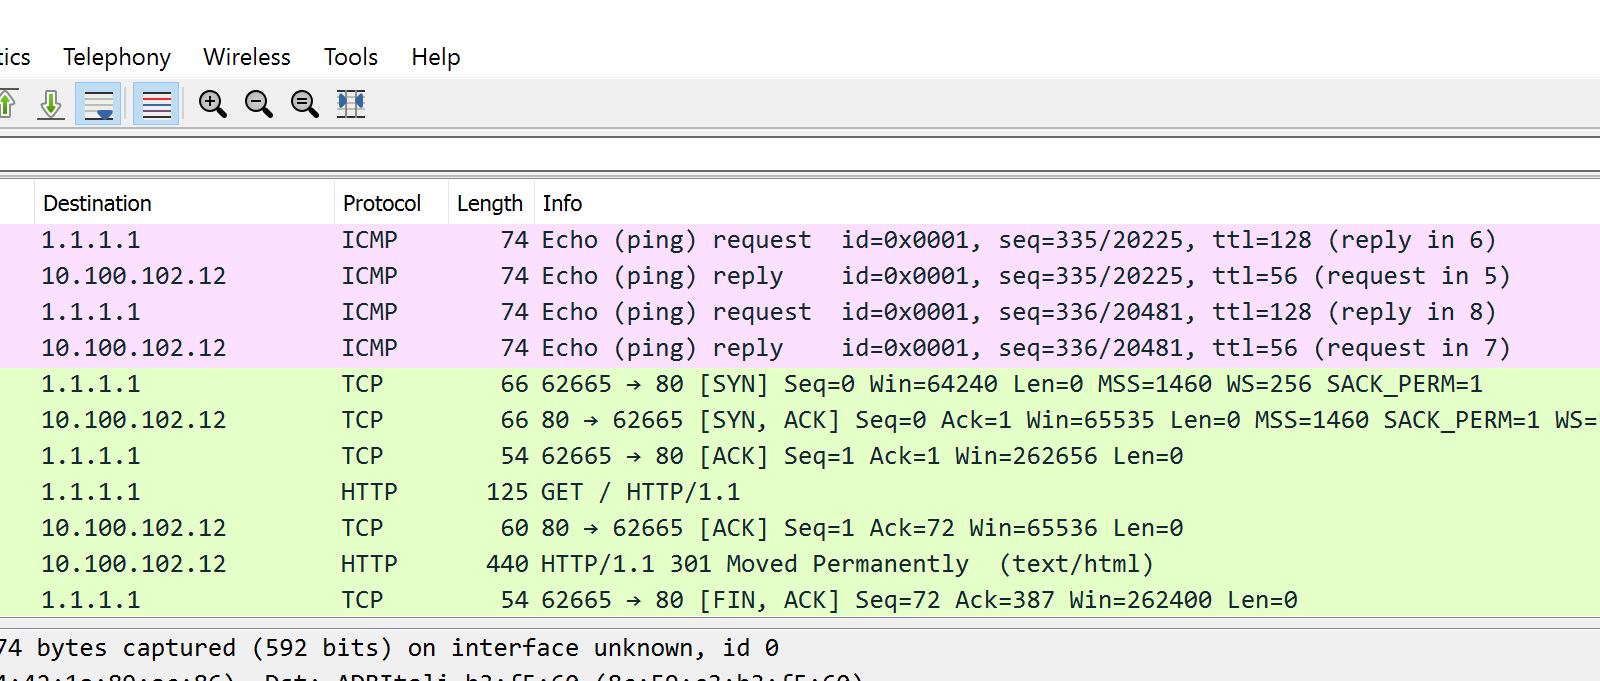 tics Telephony Wireless Tools Help
Destination Protocol Length Info
1.1.1.1 ICMP 74 Echo (ping) request id=0x0001, seq=335/20225, ttl=128 (reply in 6)
10.100.102.12 ICMP 74 Echo (ping) reply id=0x0001, seq=335/20225, ttl=56 (request in 5)
1.1.1.1 ICMP 74 Echo (ping) request id=0x0001, seq=336/20481, ttl=128 (reply in 8)
10.100.102.12 ICMP 74 Echo (ping) reply id=0x0001, seq=336/20481, ttl=56 (request in 7)
1.1.1.1 TCP 66 62665 → 80 [SYN] Seq=0 Win=64240 Len=0 MSS=1460 WS=256 SACK_PERM=1
10.100.102.12 TCP 66 80 → 62665 [SYN, ACK] Seq=0 Ack=1 Win=65535 Len=0 MSS=1460 SACK_PERM=1 WS=
1.1.1.1 TCP 54 62665 → 80 [ACK] Seq=1 Ack=1 Win=262656 Len=0
1.1.1.1 HTTP 125 GET / HTTP/1.1
10.100.102.12 TCP 60 80 → 62665 [ACK] Seq=1 Ack=72 Win=65536 Len=0
10.100.102.12 HTTP 440 HTTP/1.1 301 Moved Permanently (text/html)
1.1.1.1 TCP 54 62665 → 80 [FIN, ACK] Seq=72 Ack=387 Win=262400 Len=0
74 bytes captured (592 bits) on interface unknown, id 0